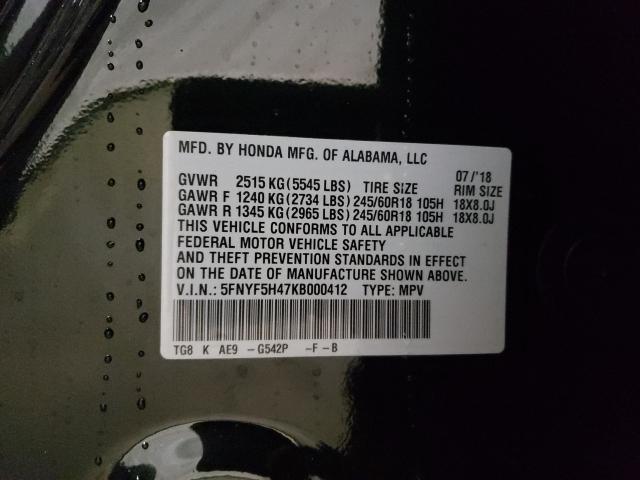 MFD. BY HONDA MFG. OF ALABAMA, LLC
07/'18
GVWR 2515 KG (5545 LBS) TIRE SIZE RIM SIZE
GAWR F 1240 KG (2734 LBS) 245/60R18 105H 18X8.0J
GAWR R 1345 KG (2965 LBS) 245/60R18 105H 18X8.0J
THIS VEHICLE CONFORMS TO ALL APPLICABLE
FEDERAL MOTOR VEHICLE SAFETY
AND THEFT PREVENTION STANDARDS IN EFFECT
ON THE DATE OF MANUFACTURE SHOWN ABOVE.
V.I.N.: 5FNYF5H47KB000412 TYPE: MPV
TG8 K AE9 -G542P -F -B